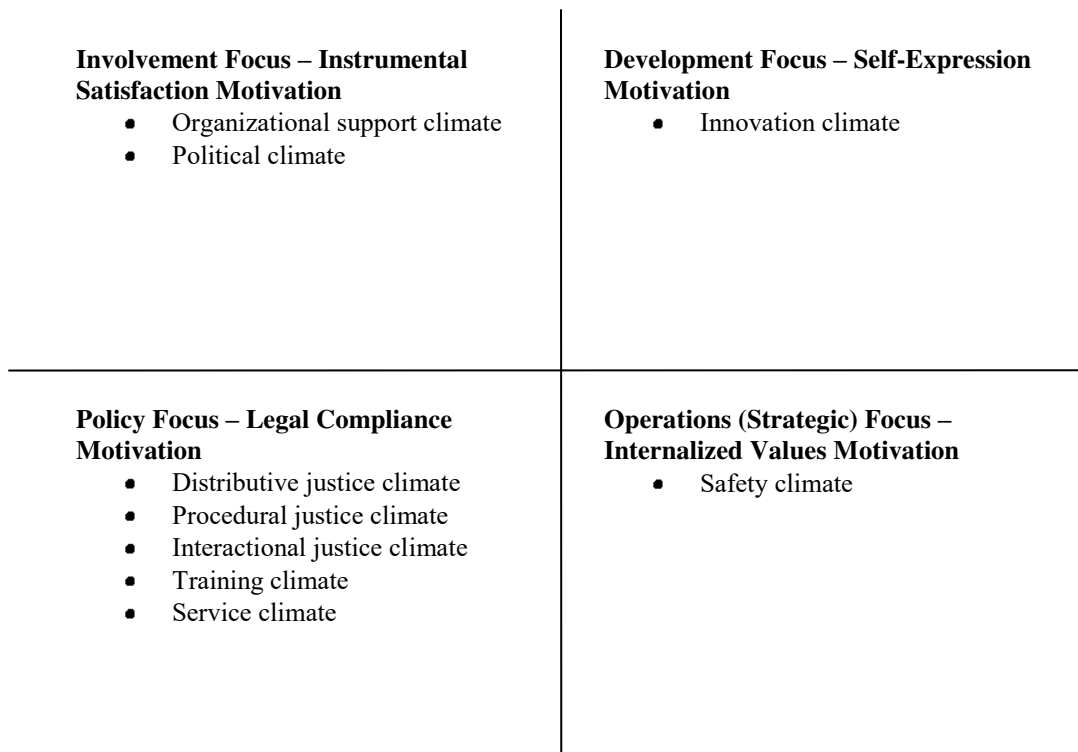 Involvement Focus – Instrumental
Satisfaction Motivation
• Organizational support climate
• Political climate
Development Focus – Self-Expression
Motivation
• Innovation climate
Policy Focus – Legal Compliance
Motivation
• Distributive justice climate
• Procedural justice climate
• Interactional justice climate
• Training climate
• Service climate
Operations (Strategic) Focus –
Internalized Values Motivation
• Safety climate